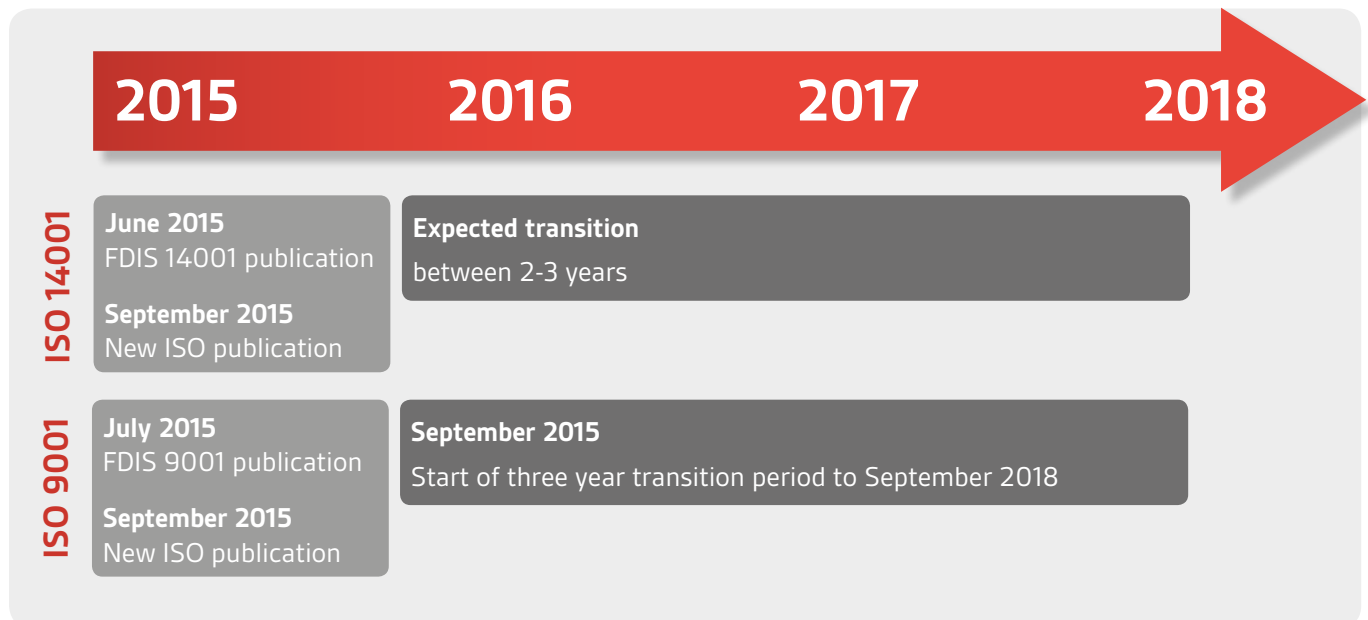 2015 2016 2017 2018
ISO 14001
June 2015
FDIS 14001 publication
September 2015
New ISO publication
Expected transition
between 2-3 years
ISO 9001
July 2015
FDIS 9001 publication
September 2015
New ISO publication
September 2015
Start of three year transition period to September 2018